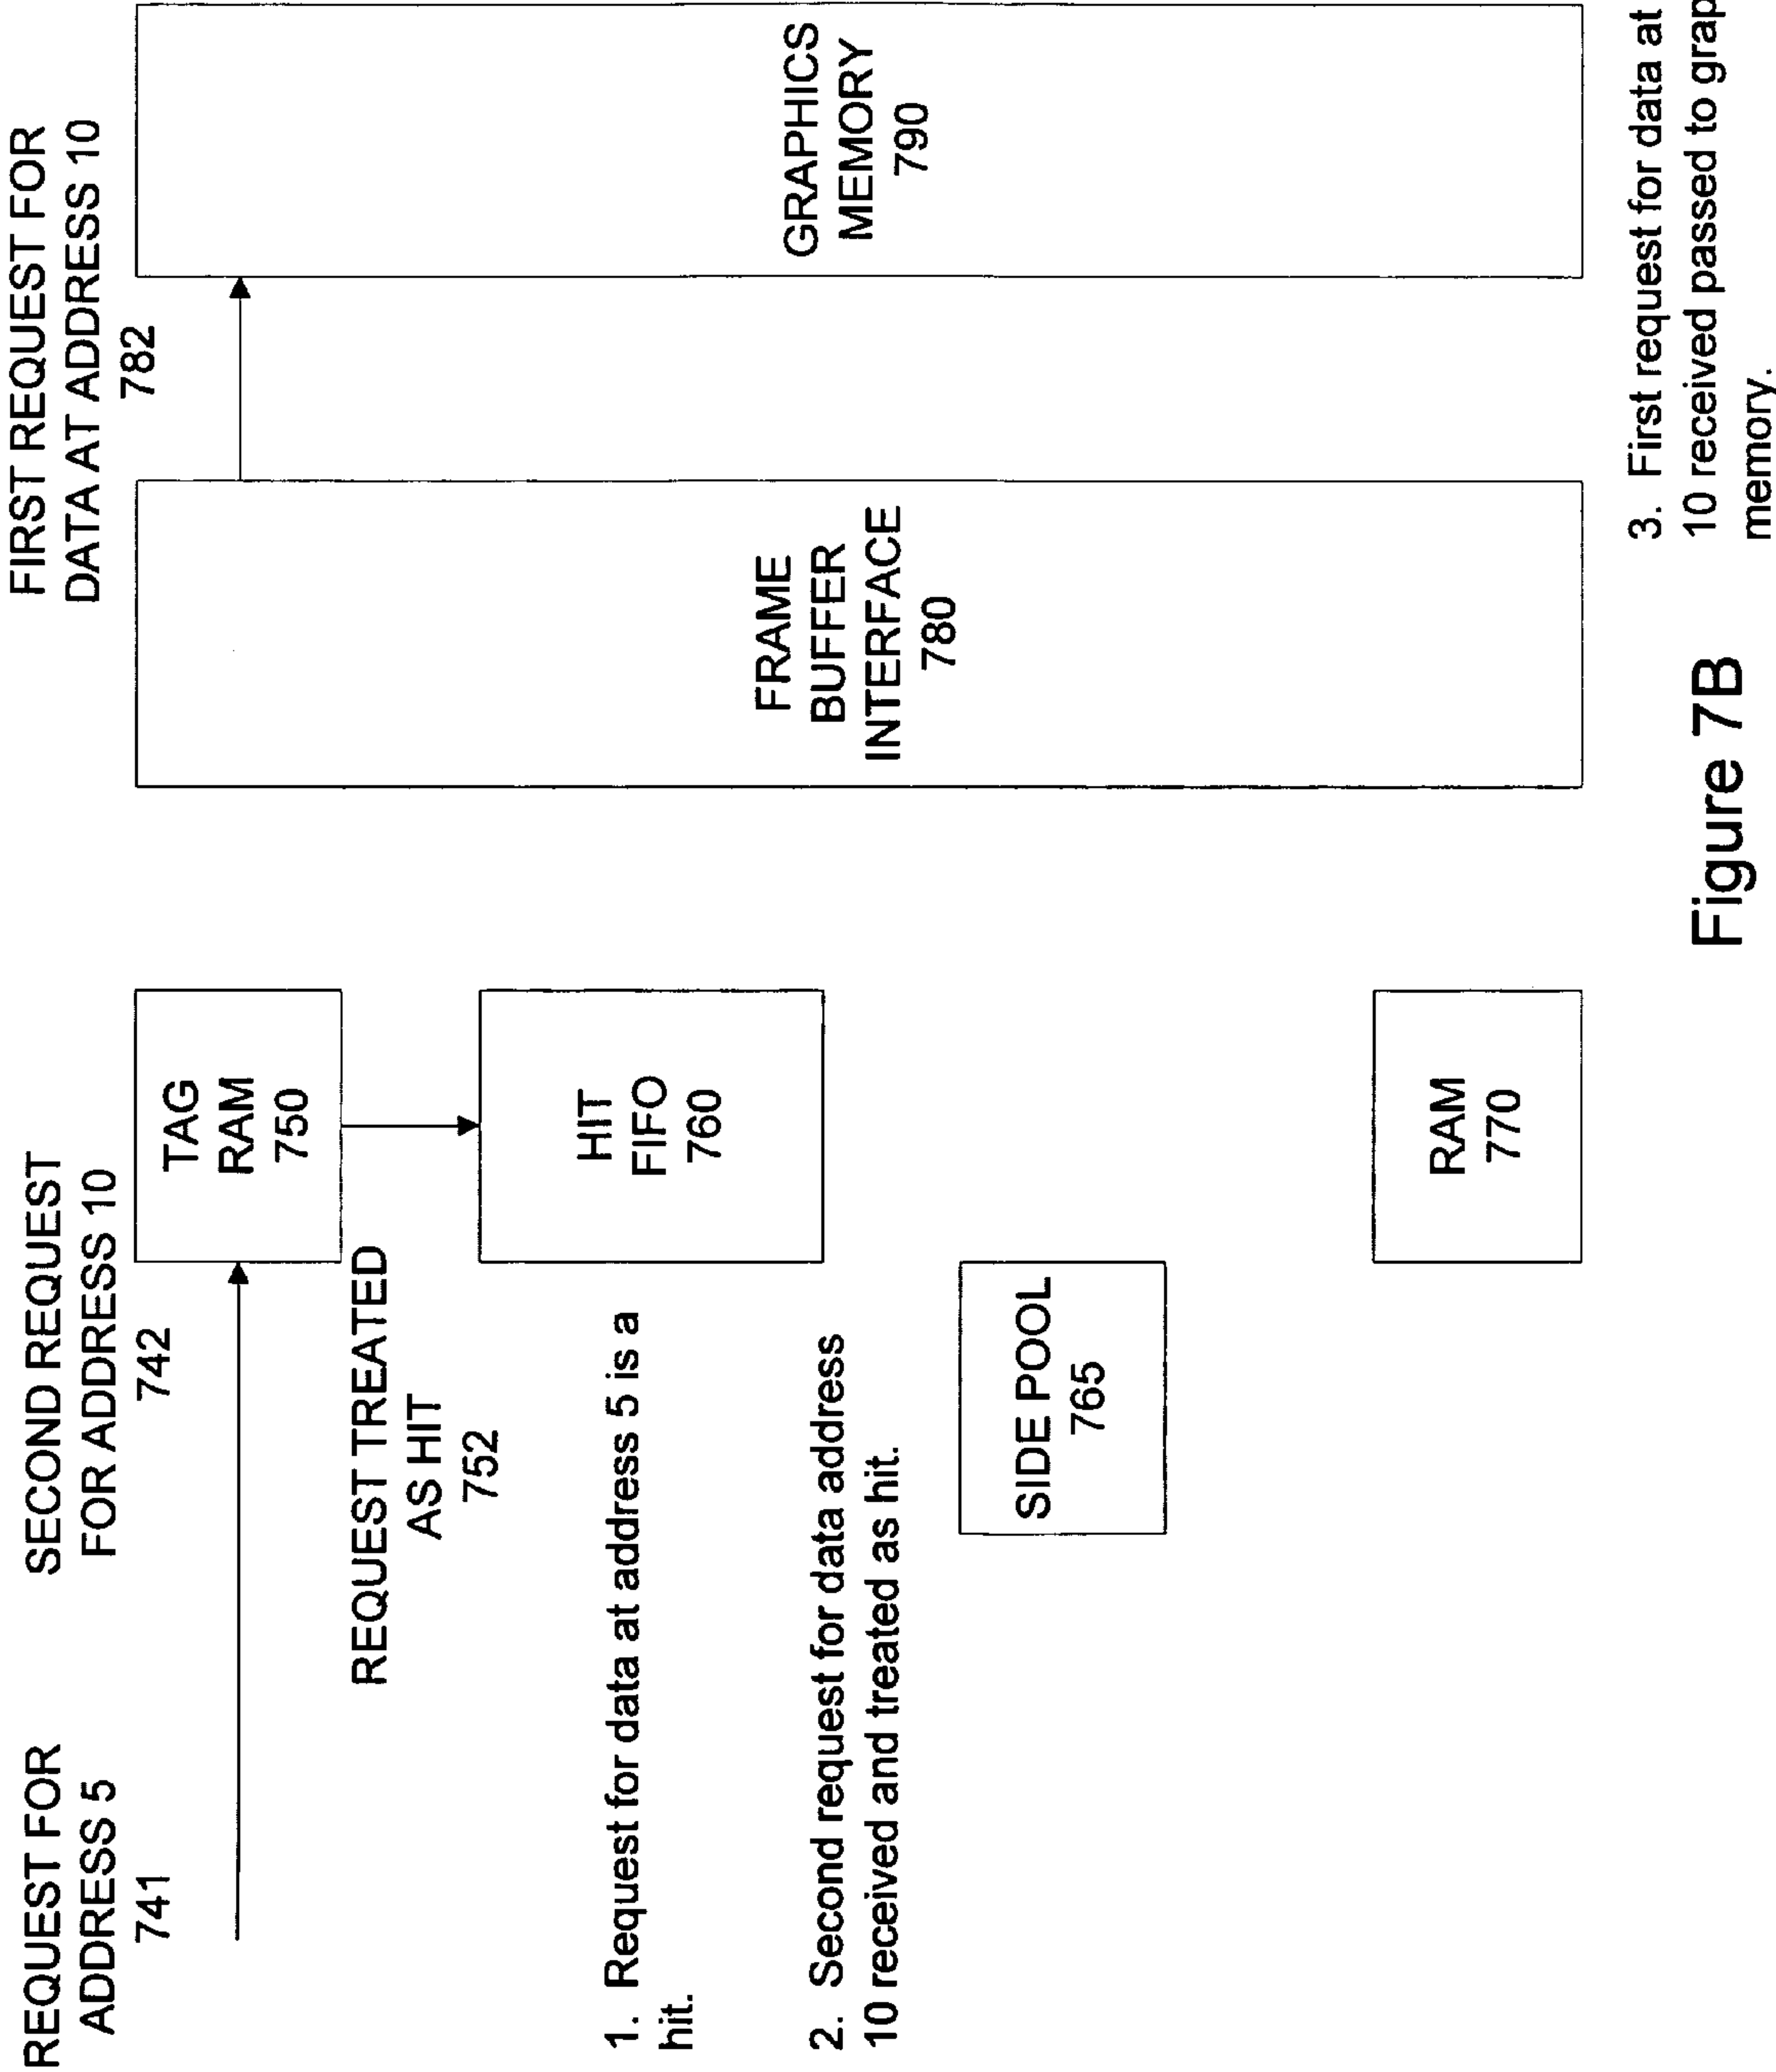 REQUEST FOR
ADDRESS 5
741
SECOND REQUEST
FOR ADDRESS 10
742
FIRST REQUEST FOR
DATA AT ADDRESS 10
782
TAG
RAM
750
REQUEST TREATED
AS HIT
752
HIT
FIFO
760
1. Request for data at address 5 is a
hit.
2. Second request for data address
10 received and treated as hit.
SIDE POOL
765
RAM
770
FRAME
BUFFER
INTERFACE
780
GRAPHICS
MEMORY
790
3. First request for data at
10 received passed to
memory.
Figure 7B